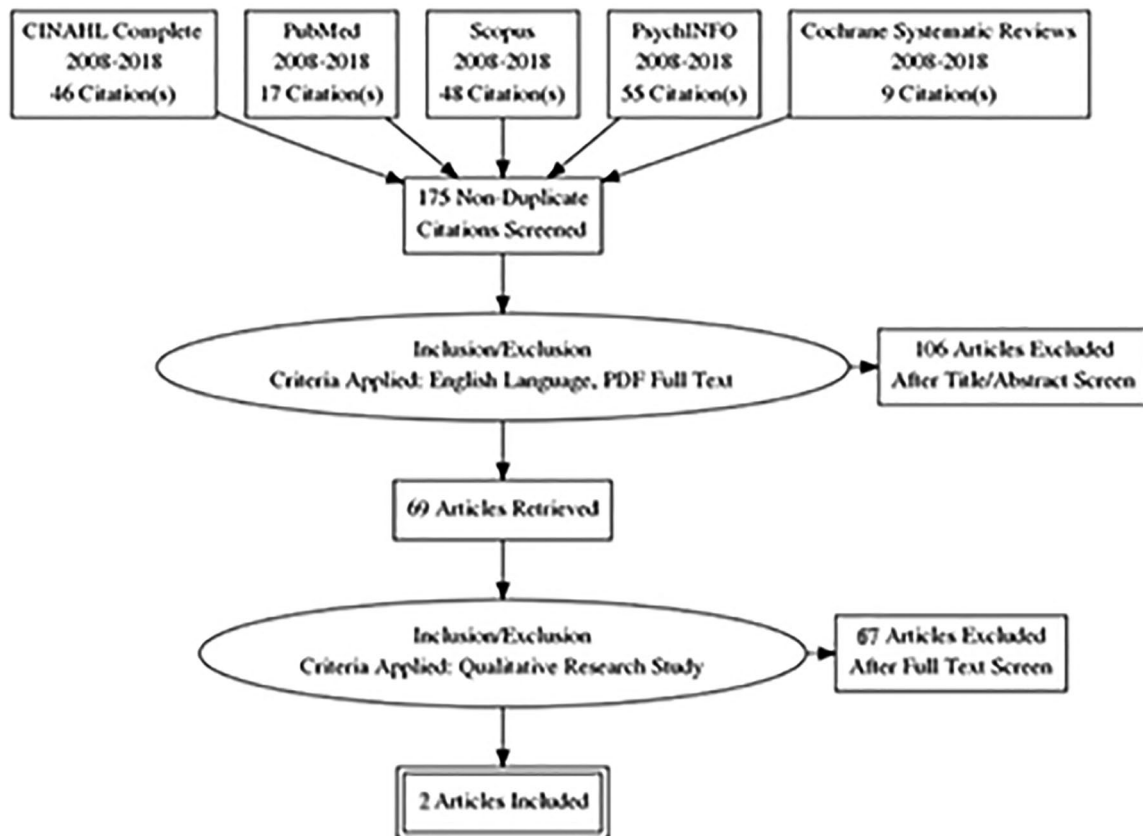 CINAHL Complete
2008-2018
46 Citation(s)
PubMed
2008-2018
17 Citation(s)
Scopus
2008-2018
48 Citation(s)
PsychINFO
2008-2018
55 Citation(s)
Cochrane Systematic Reviews
2008-2018
9 Citation(s)
175 Non-Duplicate
Citations Screened
Inclusion/Exclusion
Criteria Applied: English Language, PDF Full Text
106 Articles Excluded
After Title/Abstract Screen
69 Articles Retrieved
Inclusion/Exclusion
Criteria Applied: Qualitative Research Study
67 Articles Excluded
After Full Text Screen
2 Articles Included